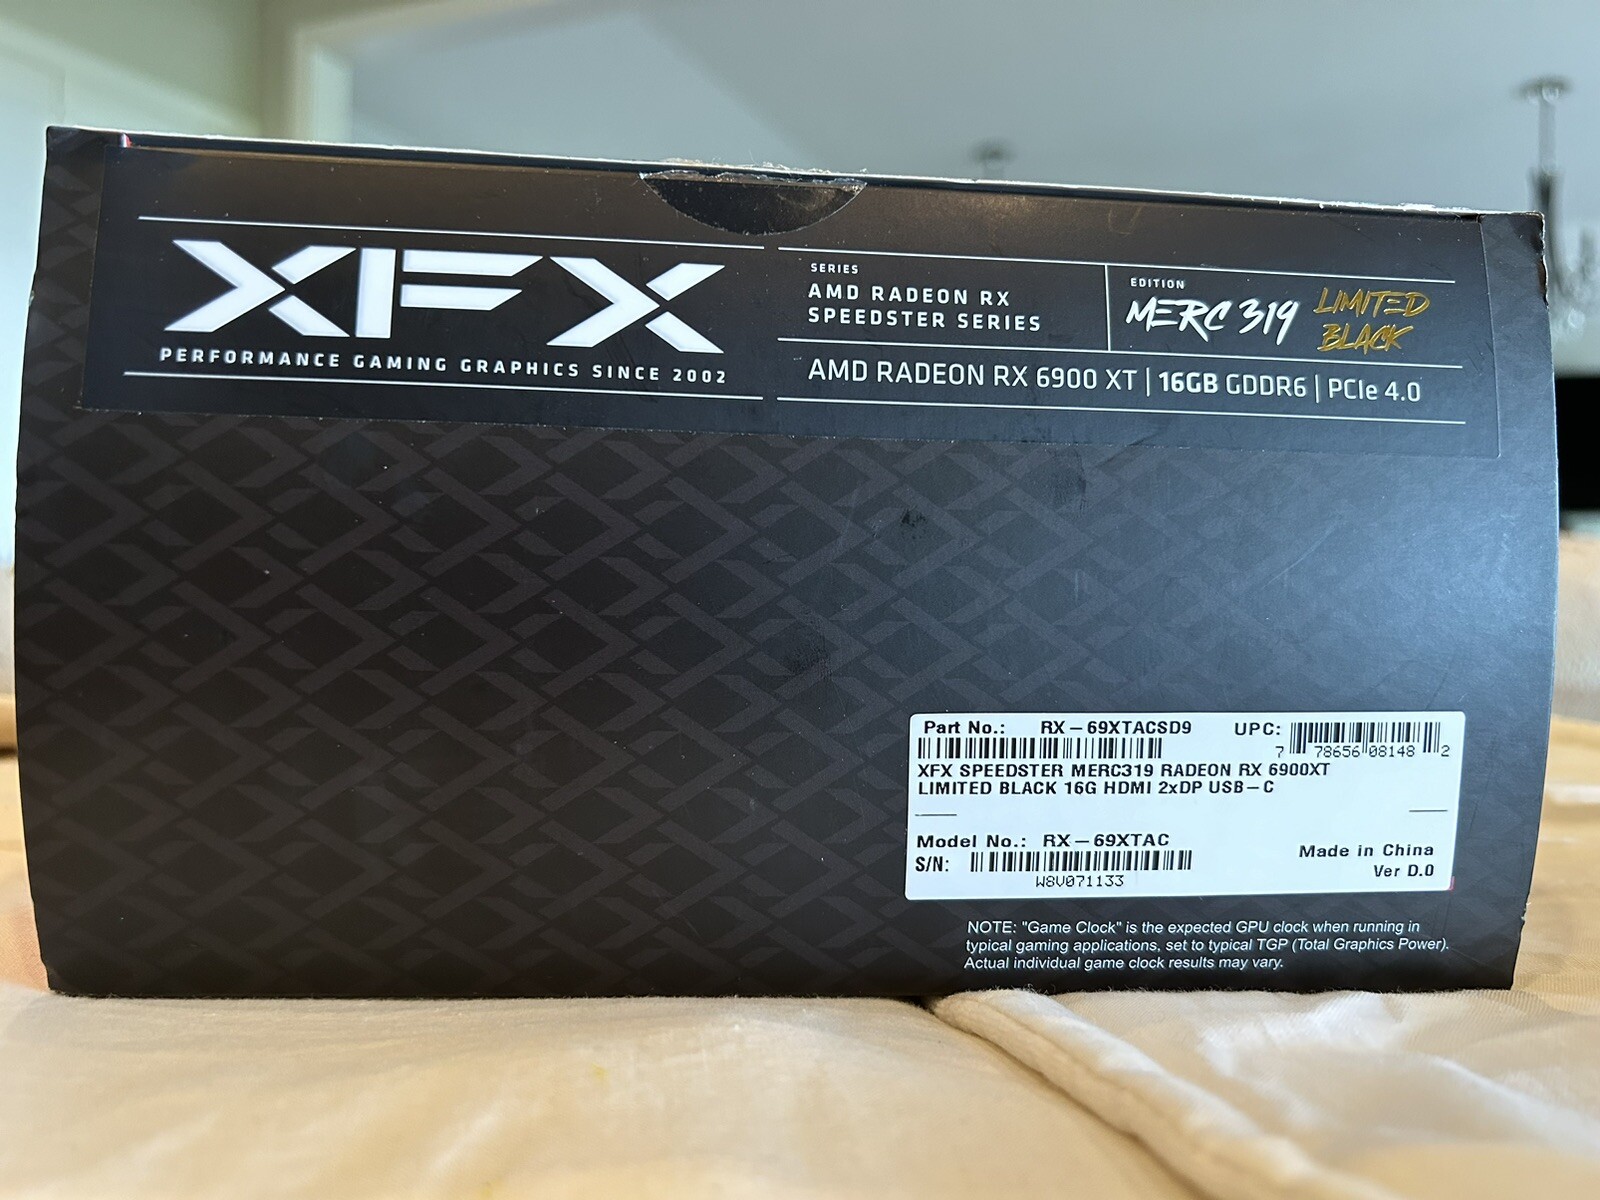 XFX
PERFORMANCE GAMING GRAPHICS SINCE 2002
SERIES
AMD RADEON RX
SPEEDSTER SERIES
EDITION
MERC 319
LIMITED
BLACK
AMD RADEON RX 6900 XT | 16GB GDDR6 | PCIe 4.0
Part No.: RX-69XTACSD9 UPC:
7 78656 08148 2
XFX SPEEDSTER MERC319 RADEON RX 6900XT
LIMITED BLACK 16G HDMI 2xDP USB-C
Model No.: RX-69XTAC
Made in China
S/N:
W8V071133
Ver D.0
NOTE: "Game Clock" is the expected GPU clock when running in
typical gaming applications, set to typical TGP (Total Graphics Power).
Actual individual game clock results may vary.